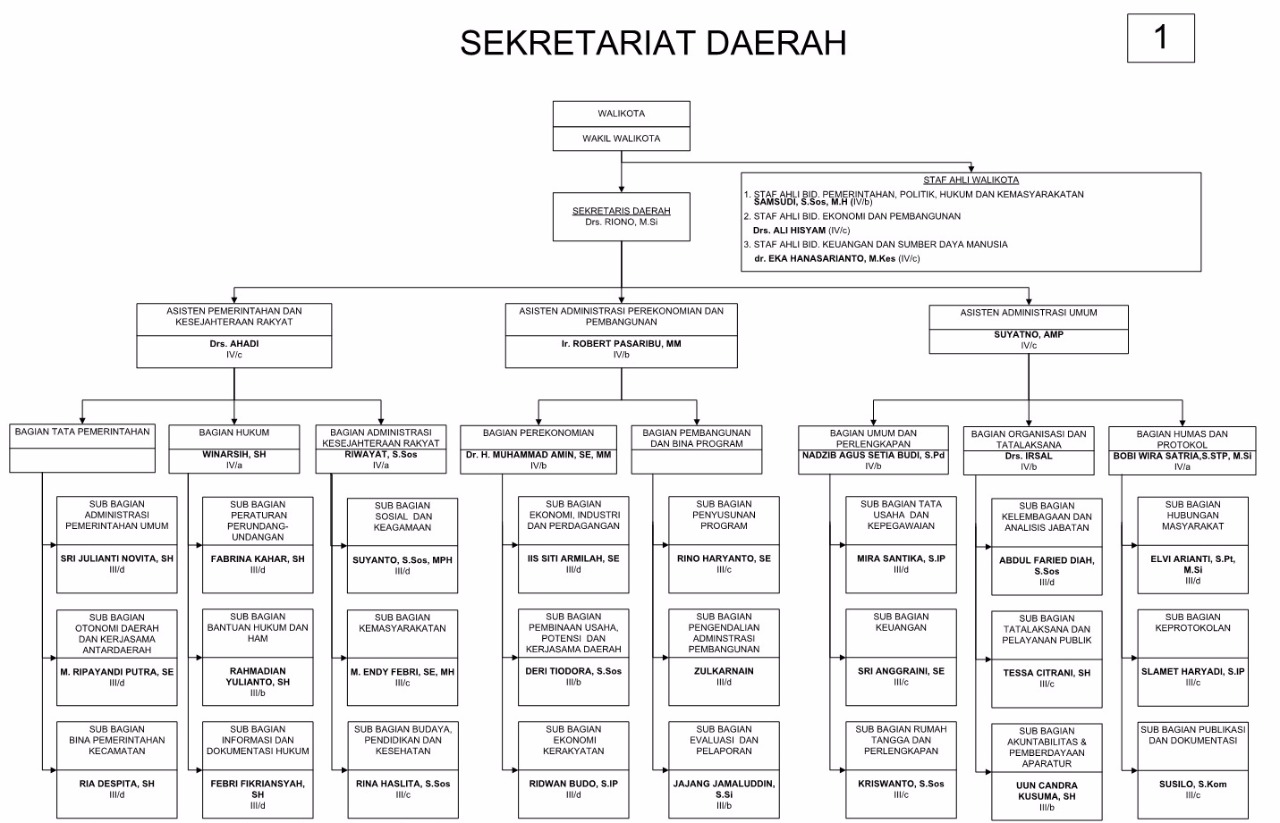 SEKRETARIAT DAERAH
1
WALIKOTA
WAKIL WALIKOTA
STAF AHLI WALIKOTA
1. STAF AHLI BID. PEMERINTAHAN, POLITIK, HUKUM DAN KEMASYARAKATAN
SAMSUDI, S.Sos, M.H (IV/b)
2. STAF AHLI BID. EKONOMI DAN PEMBANGUNAN
Drs. ALI HISYAM (IV/c)
3. STAF AHLI BID. KEUANGAN DAN SUMBER DAYA MANUSIA
dr. EKA HANASARIANTO, M.Kes (IV/c)
SEKRETARIS DAERAH
Drs. RIONO, M.Si
ASISTEN PEMERINTAHAN DAN
KESEJAHTERAAN RAKYAT
Drs. AHADI
IV/c
ASISTEN ADMINISTRASI PEREKONOMIAN DAN
PEMBANGUNAN
Ir. ROBERT PASARIBU, MM
IV/b
ASISTEN ADMINISTRASI UMUM
SUYATNO, AMP
IV/c
BAGIAN TATA PEMERINTAHAN
BAGIAN HUKUM
WINARSIH, SH
IV/a
BAGIAN ADMINISTRASI
KESEJAHTERAAN RAKYAT
RIWAYAT, S.Sos
IV/a
BAGIAN PEREKONOMIAN
Dr. H. MUHAMMAD AMIN, SE, MM
IV/b
BAGIAN PEMBANGUNAN
DAN BINA PROGRAM
BAGIAN UMUM DAN
PERLENGKAPAN
NADZIB AGUS SETIA BUDI, S.Pd
IV/b
BAGIAN ORGANISASI DAN
TATALAKSANA
Drs. IRSAL
IV/b
BAGIAN HUMAS DAN
PROTOKOL
BOBI WIRA SATRIA,S.STP, M.Si
IV/a
SUB BAGIAN
ADMINISTRASI
PEMERINTAHAN UMUM
SRI JULIANTI NOVITA, SH
III/d
SUB BAGIAN
PERATURAN
PERUNDANG-
UNDANGAN
FABRINA KAHAR, SH
III/d
SUB BAGIAN
SOSIAL DAN
KEAGAMAAN
SUYANTO, S.Sos, MPH
III/d
SUB BAGIAN
EKONOMI, INDUSTRI
DAN PERDAGANGAN
IIS SITI ARMILAH, SE
III/d
SUB BAGIAN
PENYUSUNAN
PROGRAM
RINO HARYANTO, SE
III/c
SUB BAGIAN TATA
USAHA DAN
KEPEGAWAIAN
MIRA SANTIKA, S.IP
III/d
SUB BAGIAN
KELEMBAGAAN DAN
ANALISIS JABATAN
ABDUL FARIED DIAH,
S.Sos
III/d
SUB BAGIAN
HUBUNGAN
MASYARAKAT
ELVI ARIANTI, S.Pt,
M.Si
III/d
SUB BAGIAN
OTONOMI DAERAH
DAN KERJASAMA
ANTARDAERAH
M. RIPAYANDI PUTRA, SE
III/d
SUB BAGIAN
BANTUAN HUKUM DAN
HAM
RAHMADIAN
YULIANTO, SH
III/b
SUB BAGIAN
KEMASYARAKATAN
M. ENDY FEBRI, SE, MH
III/c
SUB BAGIAN
PEMBINAAN USAHA,
POTENSI DAN
KERJASAMA DAERAH
DERI TIODORA, S.Sos
III/b
SUB BAGIAN
PENGENDALIAN
ADMINSTRASI
PEMBANGUNAN
ZULKARNAIN
III/d
SUB BAGIAN
KEUANGAN
SRI ANGGRAINI, SE
III/c
SUB BAGIAN
TATALAKSANA DAN
PELAYANAN PUBLIK
TESSA CITRANI, SH
III/c
SUB BAGIAN
KEPROTOKOLAN
SLAMET HARYADI, S.IP
III/c
SUB BAGIAN
BINA PEMERINTAHAN
KECAMATAN
RIA DESPITA, SH
III/d
SUB BAGIAN
INFORMASI DAN
DOKUMENTASI HUKUM
FEBRI FIKRIANSYAH,
SH
III/d
SUB BAGIAN BUDAYA,
PENDIDIKAN DAN
KESEHATAN
RINA HASLITA, S.Sos
III/c
SUB BAGIAN
EKONOMI
KERAKYATAN
RIDWAN BUDO, S.IP
III/d
SUB BAGIAN
EVALUASI DAN
PELAPORAN
JAJANG JAMALUDDIN,
S.Si
III/b
SUB BAGIAN RUMAH
TANGGA DAN
PERLENGKAPAN
KRISWANTO, S.Sos
III/c
SUB BAGIAN
AKUNTABILITAS &
PEMBERDAYAAN
APARATUR
UUN CANDRA
KUSUMA, SH
III/b
SUB BAGIAN PUBLIKASI
DAN DOKUMENTASI
SUSILO, S.Kom
III/c